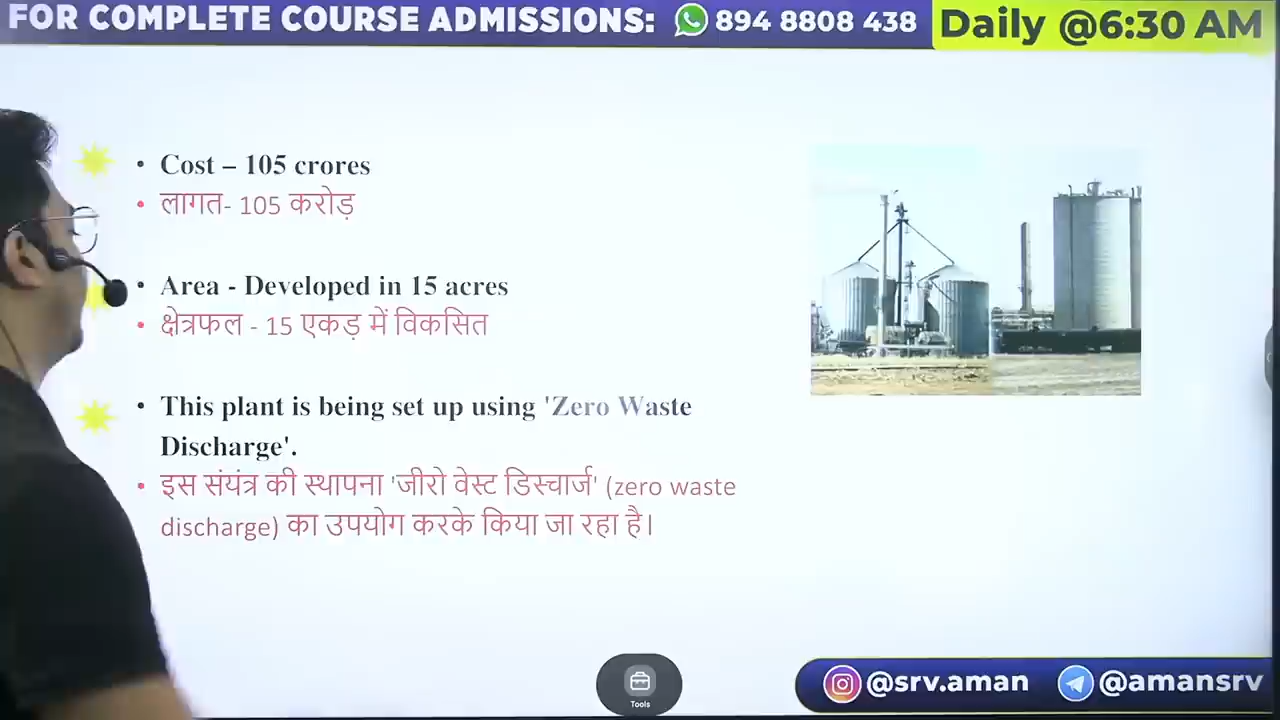 FOR COMPLETE COURSE ADMISSIONS: 894 8808 438 Daily @6:30 AM
• Cost – 105 crores
• लागत- 105 करोड़
• Area - Developed in 15 acres
• क्षेत्रफल - 15 एकड़ में विकसित
• This plant is being set up using 'Zero Waste
Discharge'.
• इस संयंत्र की स्थापना 'जीरो वेस्ट डिस्चार्ज' (zero waste
discharge) का उपयोग करके किया जा रहा है।
Tools
@srv.aman @amansrv